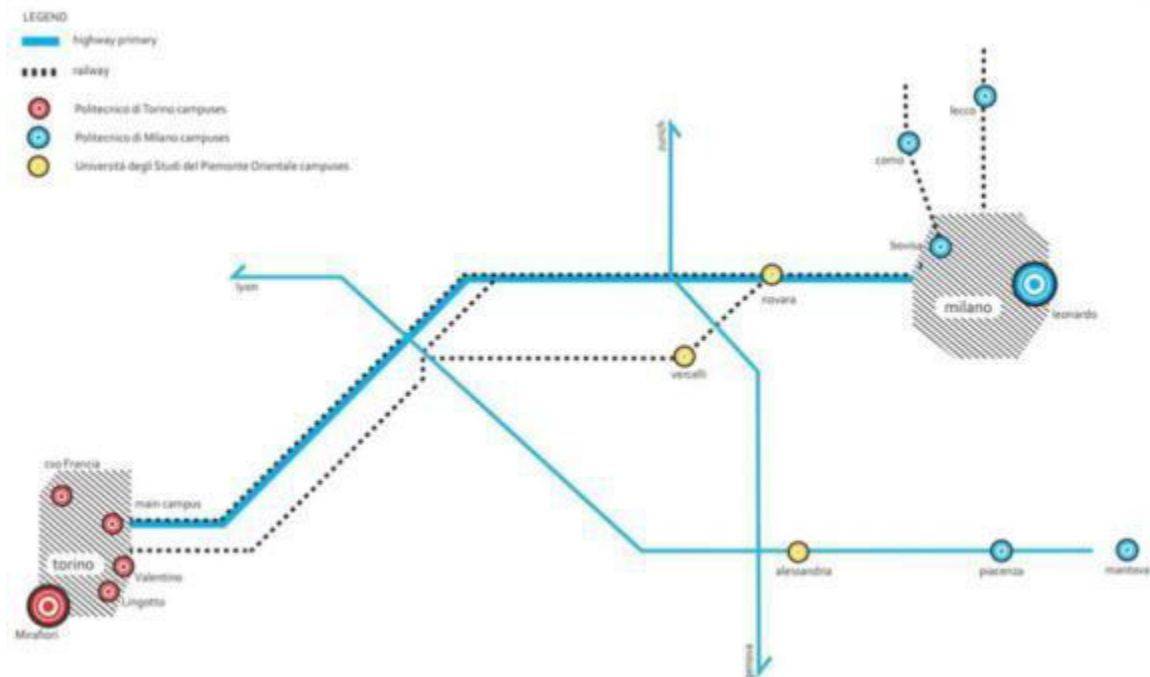 LEGEND
highway primary
railway
Politecnico di Torino campuses
Politecnico di Milano campuses
Universitá degli Studi del Piemonte Orientale campuses
lecco
zurich
como
bovisa
lyon
novara
milano
leonardo
vercelli
cso Francia
main campus
torino
Valentino
Lingotto
Mirafiori
alessandria
piacenza
mantova